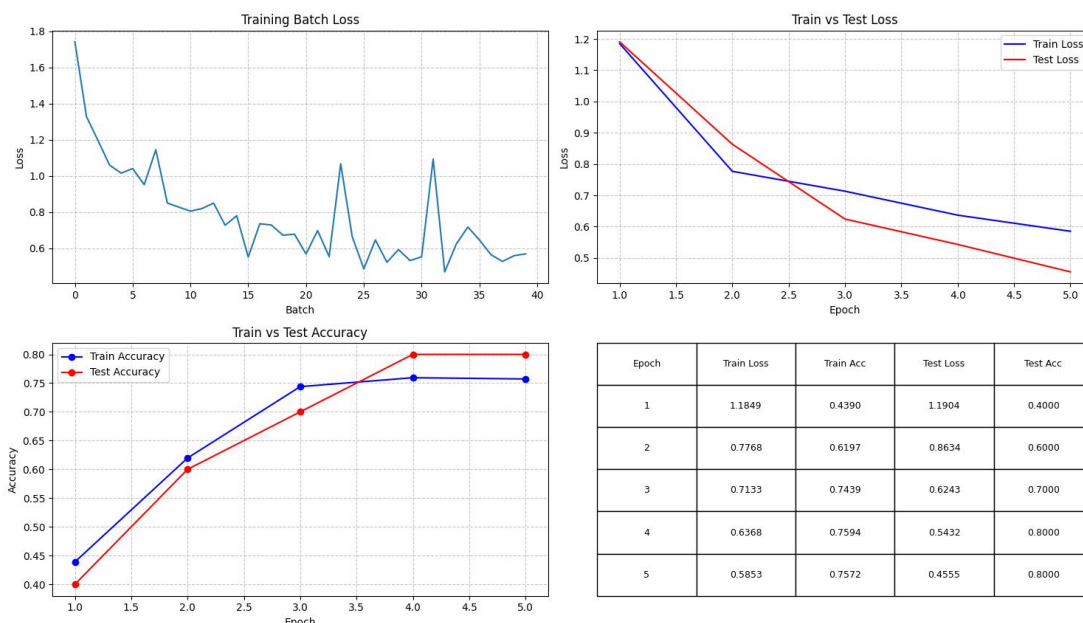 Training Batch Loss
1.8
1.6
1.4
1.2
1.0
0.8
0.6
Loss
0 5 10 15 20 25 30 35 40
Batch
Train vs Test Loss
Train Loss
Test Loss
1.2
1.1
1.0
0.9
0.8
0.7
0.6
0.5
Loss
1.0 1.5 2.0 2.5 3.0 3.5 4.0 4.5 5.0
Epoch
Train vs Test Accuracy
Train Accuracy
Test Accuracy
0.80
0.75
0.70
0.65
0.60
0.55
0.50
0.45
0.40
Accuracy
1.0 1.5 2.0 2.5 3.0 3.5 4.0 4.5 5.0
Epoch
Epoch Train Loss Train Acc Test Loss Test Acc
1 1.1849 0.4390 1.1904 0.4000
2 0.7768 0.6197 0.8634 0.6000
3 0.7133 0.7439 0.6243 0.7000
4 0.6368 0.7594 0.5432 0.8000
5 0.5853 0.7572 0.4555 0.8000